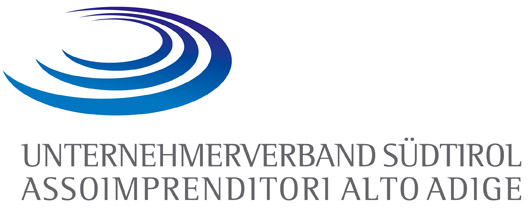 UNTERNEHMERVERBAND SÜDTIROL
ASSOIMPRENDITORI ALTO ADIGE